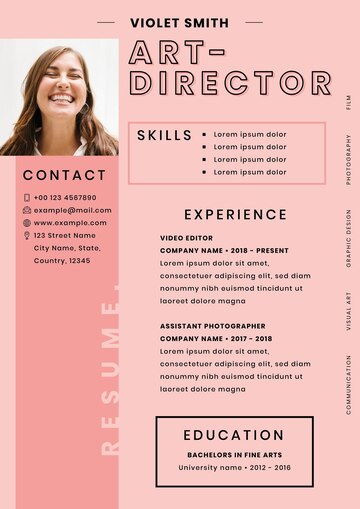 VIOLET SMITH
ART-
DIRECTOR
SKILLS
Lorem ipsum dolor
Lorem ipsum dolor
Lorem ipsum dolor
Lorem ipsum dolor
CONTACT
+00 123 4567890
example@mail.com
www.example.com
123 Street Name
City Name, State,
Country, 12345
RESUME.
EXPERIENCE
VIDEO EDITOR
COMPANY NAME • 2018 - PRESENT
Lorem ipsum dolor sit amet,
consectetuer adipiscing elit, sed diam
nonummy nibh euismod tincidunt ut
laoreet dolore magna
ASSISTANT PHOTOGRAPHER
COMPANY NAME • 2017 - 2018
Lorem ipsum dolor sit amet,
consectetuer adipiscing elit, sed diam
nonummy nibh euismod tincidunt ut
laoreet dolore magna
EDUCATION
BACHELORS IN FINE ARTS
University name • 2012 - 2016
COMMUNICATION
VISUAL ART
GRAPHIC DESIGN
PHOTOGRAPHY
FILM